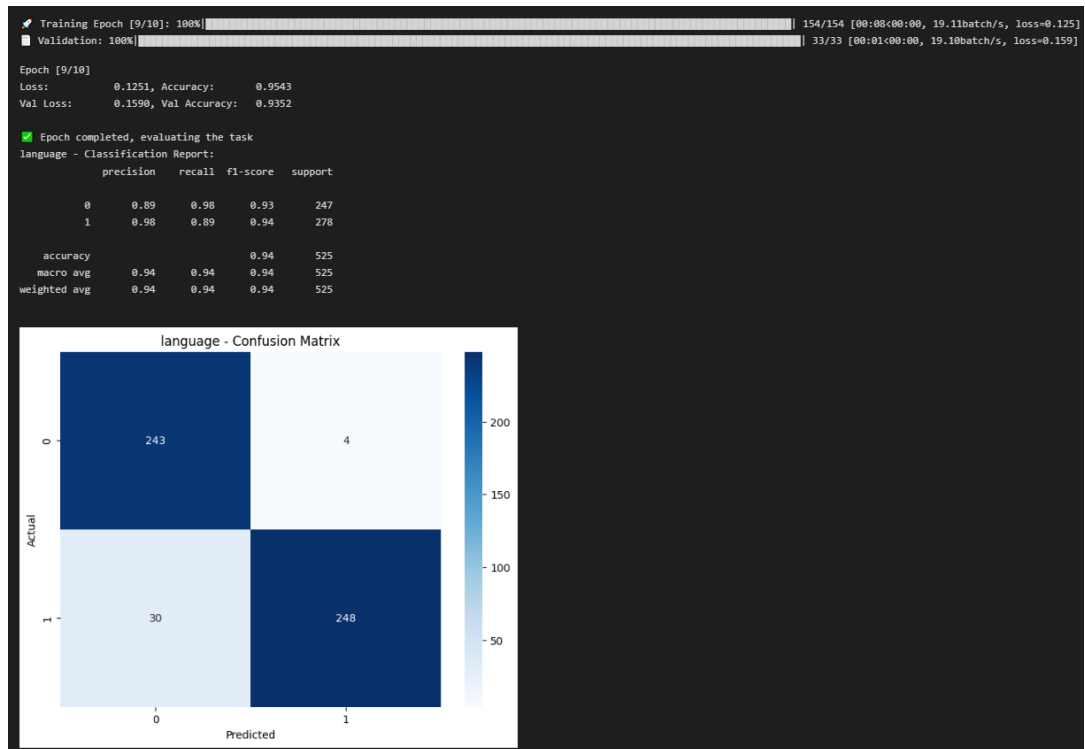 🚀 Training Epoch [9/10]: 100%| | 154/154 [00:08<00:00, 19.11batch/s, loss=0.125]
📄 Validation: 100%| | 33/33 [00:01<00:00, 19.10batch/s, loss=0.159]
Epoch [9/10]
Loss: 0.1251, Accuracy: 0.9543
Val Loss: 0.1590, Val Accuracy: 0.9352
✅ Epoch completed, evaluating the task
language - Classification Report:
precision recall f1-score support
0 0.89 0.98 0.93 247
1 0.98 0.89 0.94 278
accuracy 0.94 525
macro avg 0.94 0.94 0.94 525
weighted avg 0.94 0.94 0.94 525
language - Confusion Matrix
Actual
0
1
243 4
30 248
0 1
Predicted
200
150
100
50